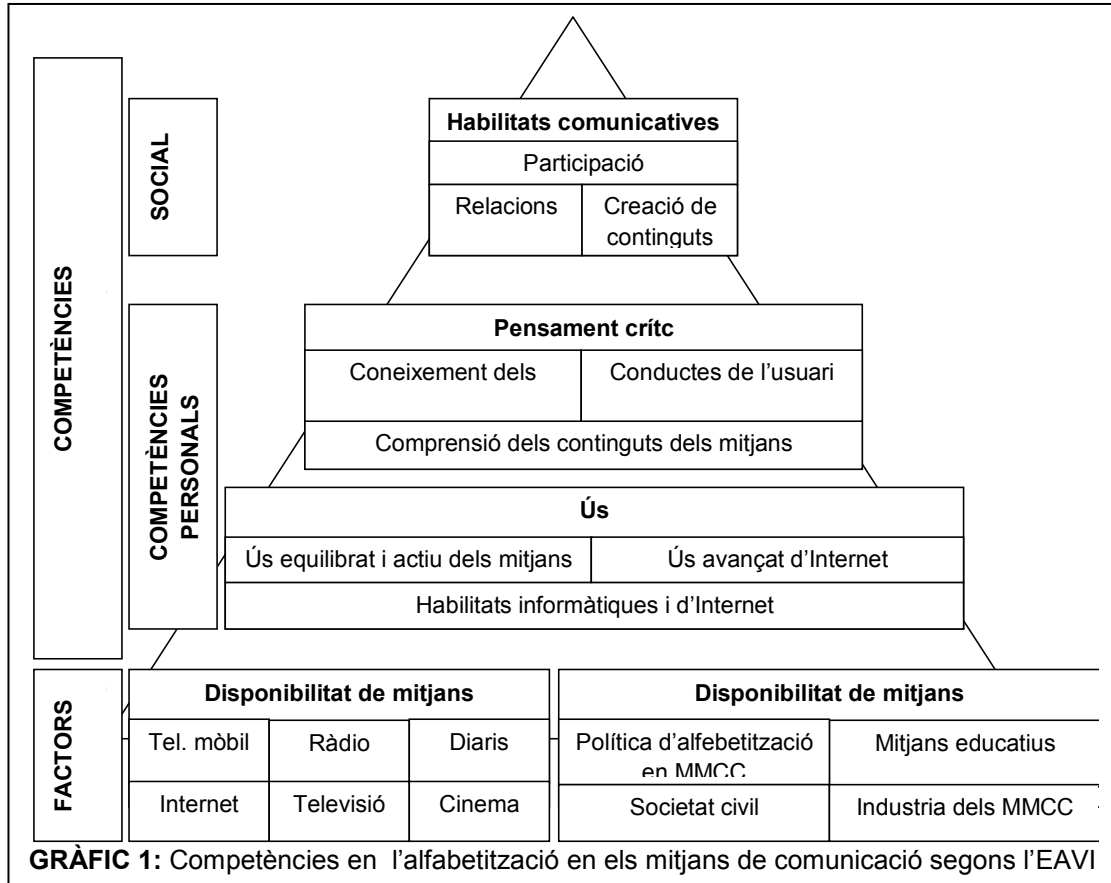 COMPETÈNCIES
SOCIAL
Habilitats comunicatives
Participació
Relacions
Creació de
continguts
COMPETÈNCIES
PERSONALS
Pensament crítc
Coneixement dels
Conductes de l'usuari
Comprensió dels continguts dels mitjans
Ús
Ús equilibrat i actiu dels mitjans
Ús avançat d'Internet
Habilitats informàtiques i d'Internet
FACTORS
Disponibilitat de mitjans
Tel. mòbil
Ràdio
Diaris
Internet
Televisió
Cinema
Disponibilitat de mitjans
Política d'alfebetització
en MMCC
Mitjans educatius
Societat civil
Industria dels MMCC
GRÀFIC 1: Competències en l'alfabetització en els mitjans de comunicació segons l'EAVI